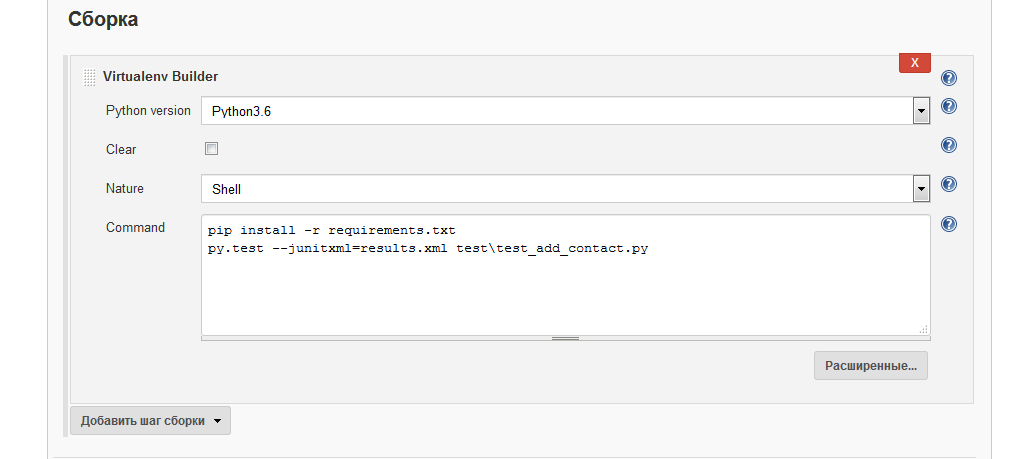 Сборка
X
Virtualenv Builder
Python version
Python3.6
Clear
Nature
Shell
Command
pip install -r requirements.txt
py.test --junitxml=results.xml test\test_add_contact.py
Расширенные...
Добавить шаг сборки